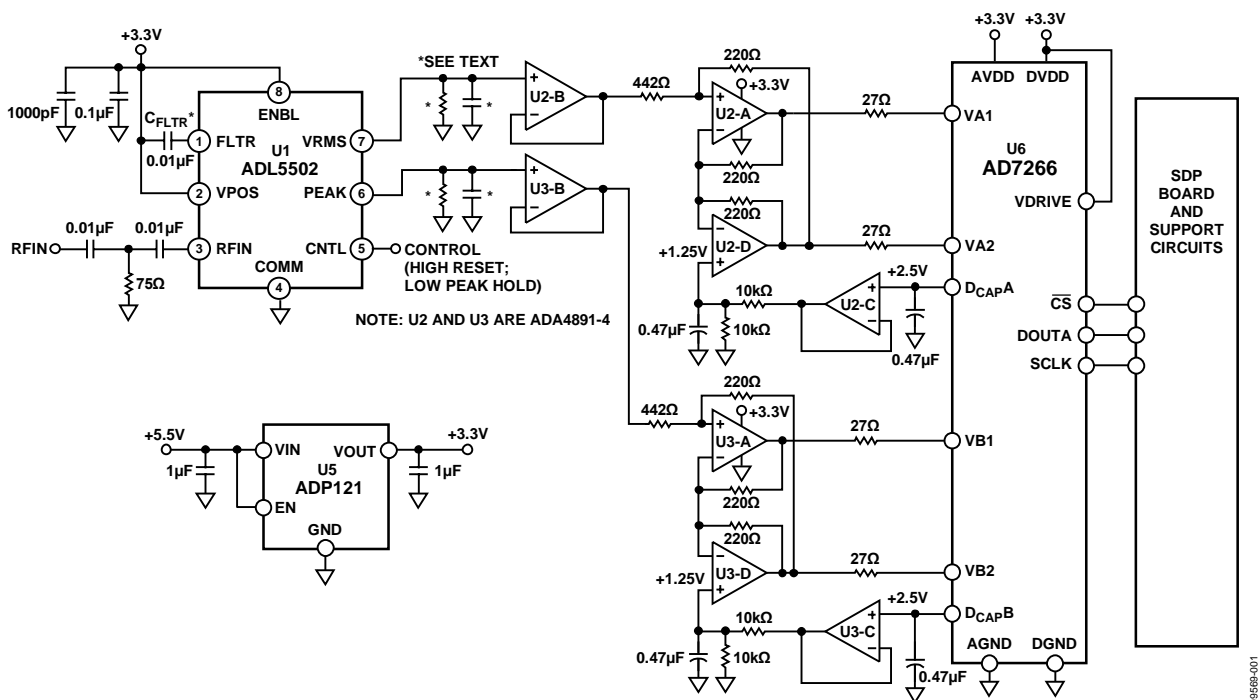 +3.3V
1000pF
0.1µF
C_FLTR*
0.01µF
8
ENBL
1
FLTR
U1
ADL5502
VRMS
7
2
VPOS
PEAK
6
RFIN
0.01µF
0.01µF
75Ω
3
RFIN
CNTL
5
COMM
4
CONTROL
(HIGH RESET;
LOW PEAK HOLD)
NOTE: U2 AND U3 ARE ADA4891-4
*SEE TEXT
*
*
+
U2-B
−
*
*
+
U3-B
−
442Ω
220Ω
+3.3V
+
U2-A
−
220Ω
220Ω
−
U2-D
+
+1.25V
27Ω
27Ω
10kΩ
10kΩ
0.47µF
+
U2-C
−
+2.5V
0.47µF
442Ω
220Ω
+3.3V
+
U3-A
−
220Ω
220Ω
−
U3-D
+
+1.25V
27Ω
27Ω
10kΩ
10kΩ
0.47µF
+
U3-C
−
+2.5V
0.47µF
+3.3V
+3.3V
AVDD
DVDD
VA1
U6
AD7266
VDRIVE
VA2
DCAPA
CS
DOUTA
SCLK
VB1
VB2
DCAPB
AGND
DGND
SDP
BOARD
AND
SUPPORT
CIRCUITS
+5.5V
1µF
VIN
VOUT
U5
ADP121
EN
GND
+3.3V
1µF
09569-001